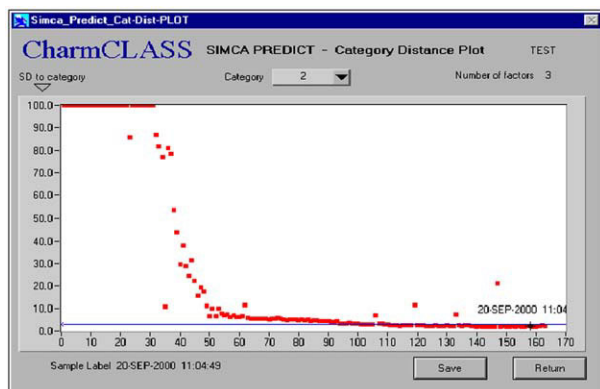 Simca_Predict_Cat-Dist-PLOT
CharmCLASS SIMCA PREDICT - Category Distance Plot TEST
SD to category Category 2 Number of factors 3
100.0
90.0
80.0
70.0
60.0
50.0
40.0
30.0
20.0
10.0
0.0
20-SEP-2000 11:04
0 10 20 30 40 50 60 70 80 90 100 110 120 130 140 150 160 170
Sample Label 20-SEP-2000 11:04:49 Save Return